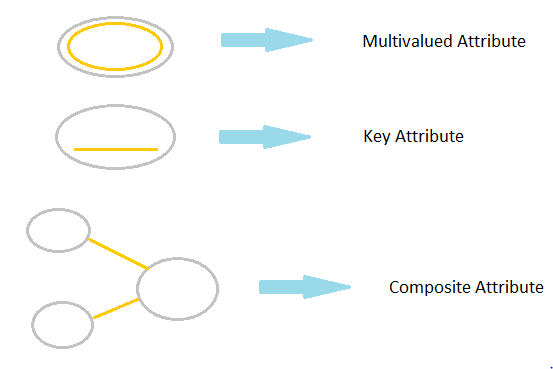 Multivalued Attribute
Key Attribute
Composite Attribute
.